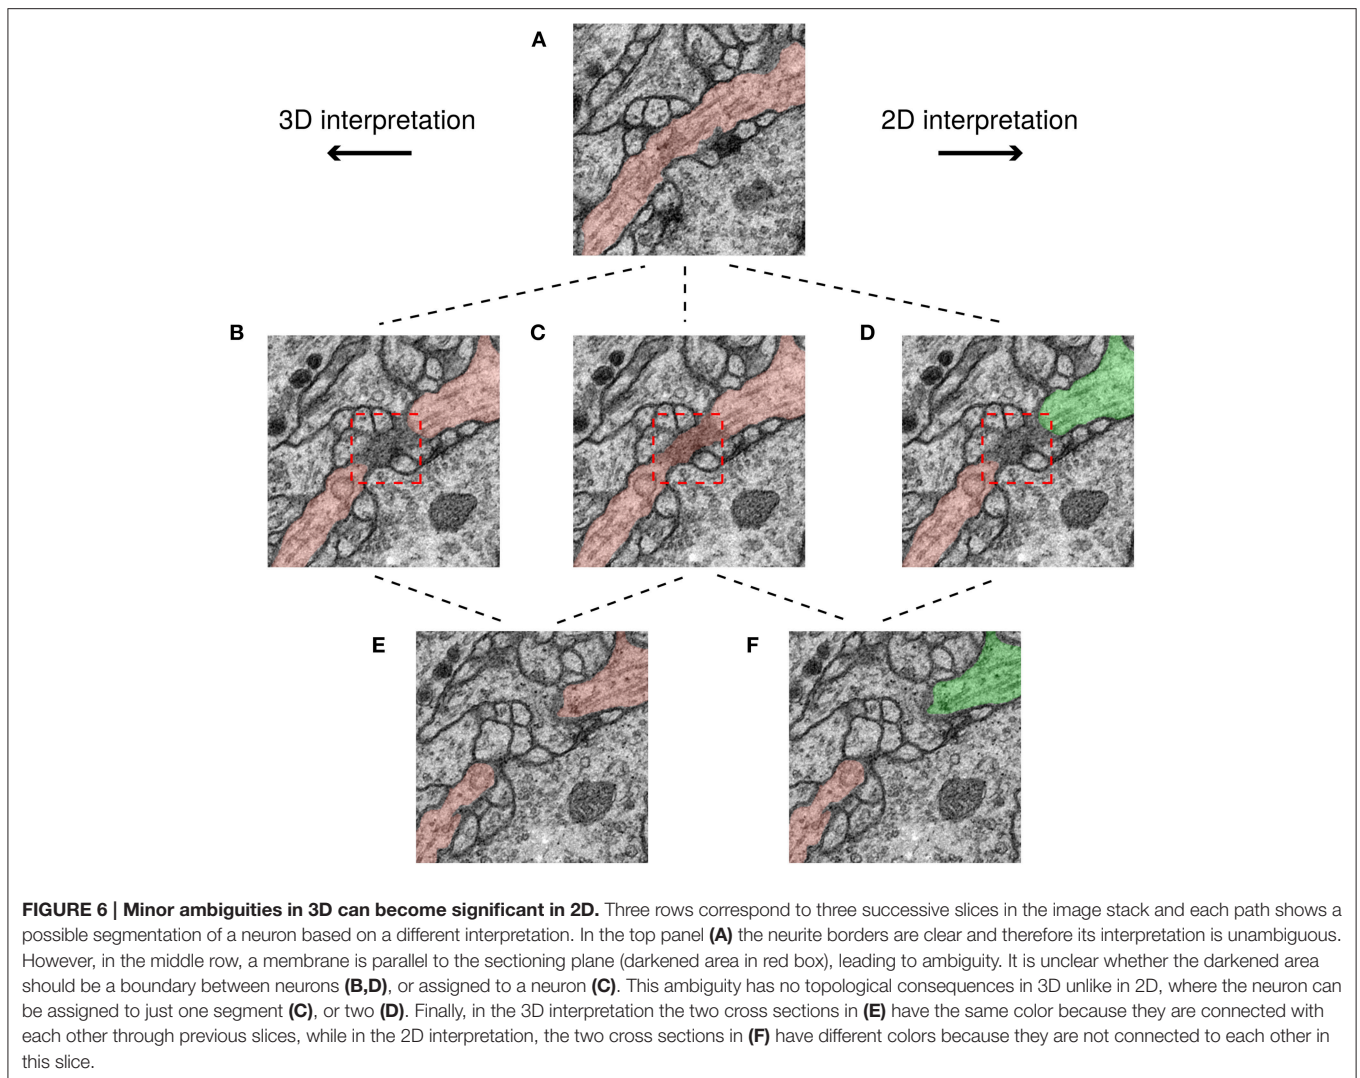 A
3D interpretation
2D interpretation
B
C
D
E
F
FIGURE 6 | Minor ambiguities in 3D can become significant in 2D. Three rows correspond to three successive slices in the image stack and each path shows a
possible segmentation of a neuron based on a different interpretation. In the top panel (A) the neurite borders are clear and therefore its interpretation is unambiguous.
However, in the middle row, a membrane is parallel to the sectioning plane (darkened area in red box), leading to ambiguity. It is unclear whether the darkened area
should be a boundary between neurons (B,D), or assigned to a neuron (C). This ambiguity has no topological consequences in 3D unlike in 2D, where the neuron can
be assigned to just one segment (C), or two (D). Finally, in the 3D interpretation the two cross sections in (E) have the same color because they are connected with
each other through previous slices, while in the 2D interpretation, the two cross sections in (F) have different colors because they are not connected to each other in
this slice.